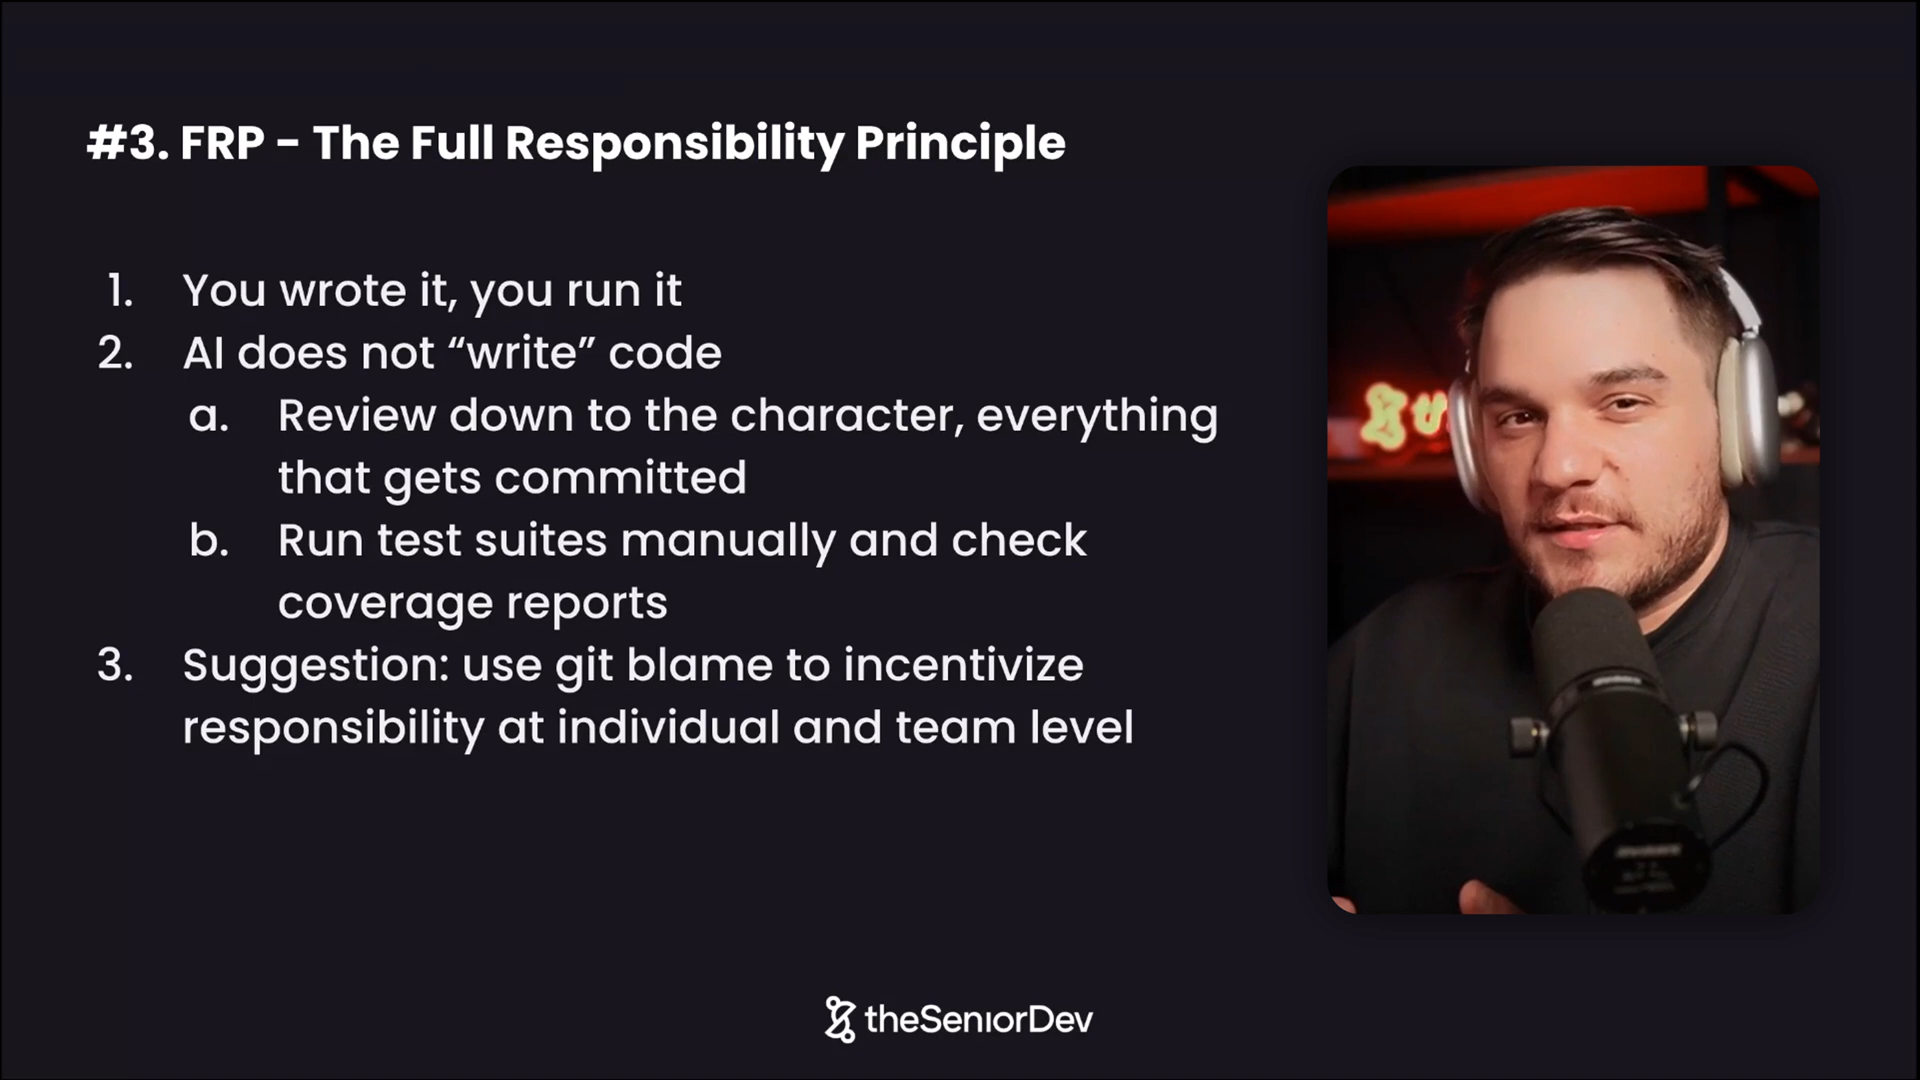 #3. FRP - The Full Responsibility Principle
1. You wrote it, you run it
2. AI does not “write” code
a. Review down to the character, everything
that gets committed
b. Run test suites manually and check
coverage reports
3. Suggestion: use git blame to incentivize
responsibility at individual and team level
theSenıorDev